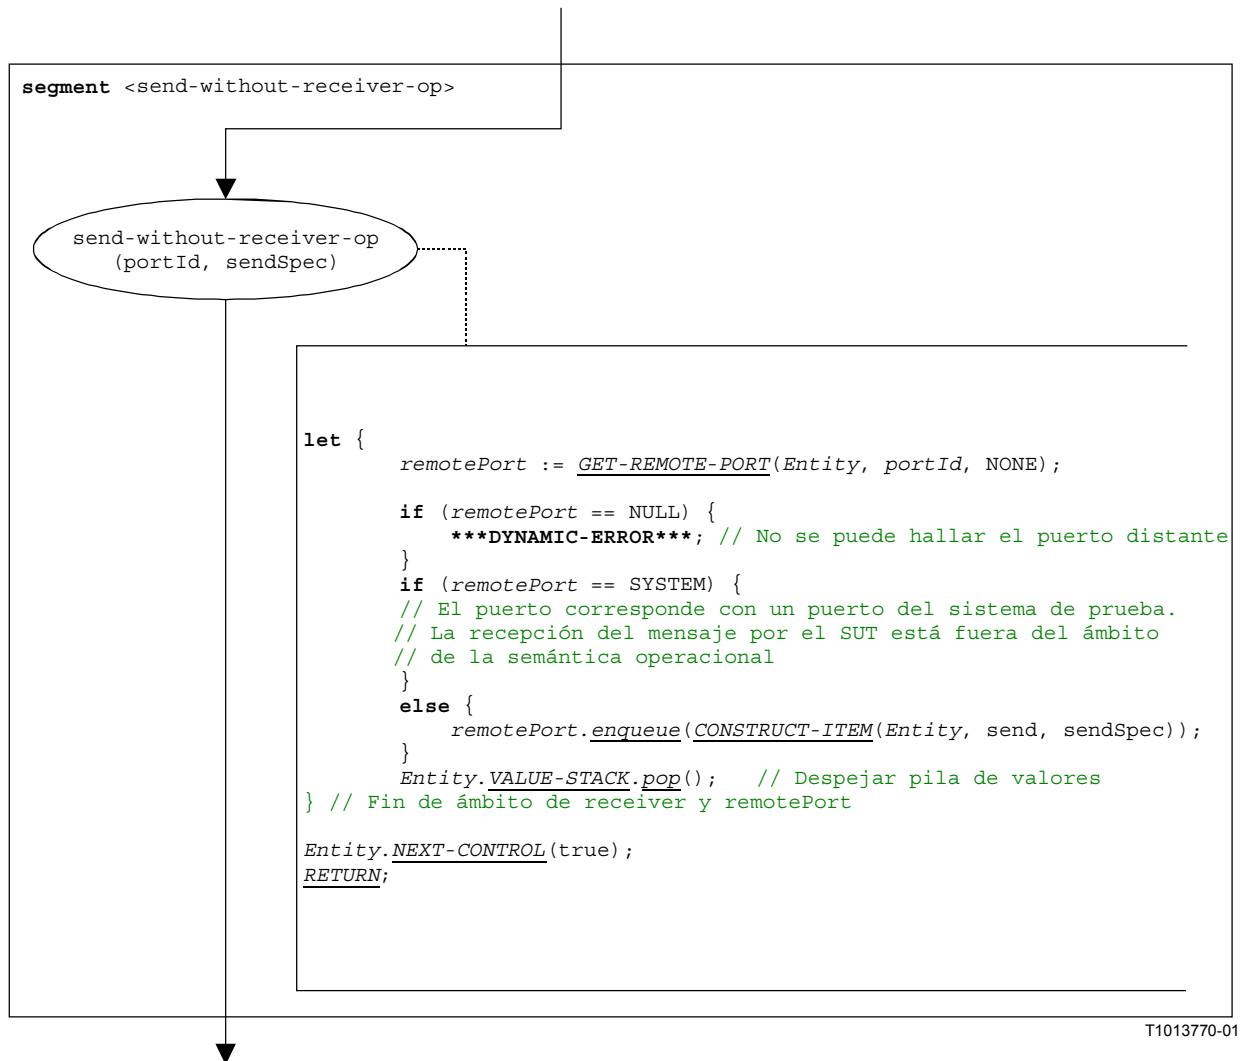 segment <send-without-receiver-op>
send-without-receiver-op
(portId, sendSpec)
let {
remotePort := GET-REMOTE-PORT(Entity, portId, NONE);
if (remotePort == NULL) {
***DYNAMIC-ERROR***; // No se puede hallar el puerto distante
}
if (remotePort == SYSTEM) {
// El puerto corresponde con un puerto del sistema de prueba.
// La recepción del mensaje por el SUT está fuera del ámbito
// de la semántica operacional
}
else {
remotePort.enqueue(CONSTRUCT-ITEM(Entity, send, sendSpec));
}
Entity.VALUE-STACK.pop(); // Despejar pila de valores
} // Fin de ámbito de receiver y remotePort
Entity.NEXT-CONTROL(true);
RETURN;
T1013770-01